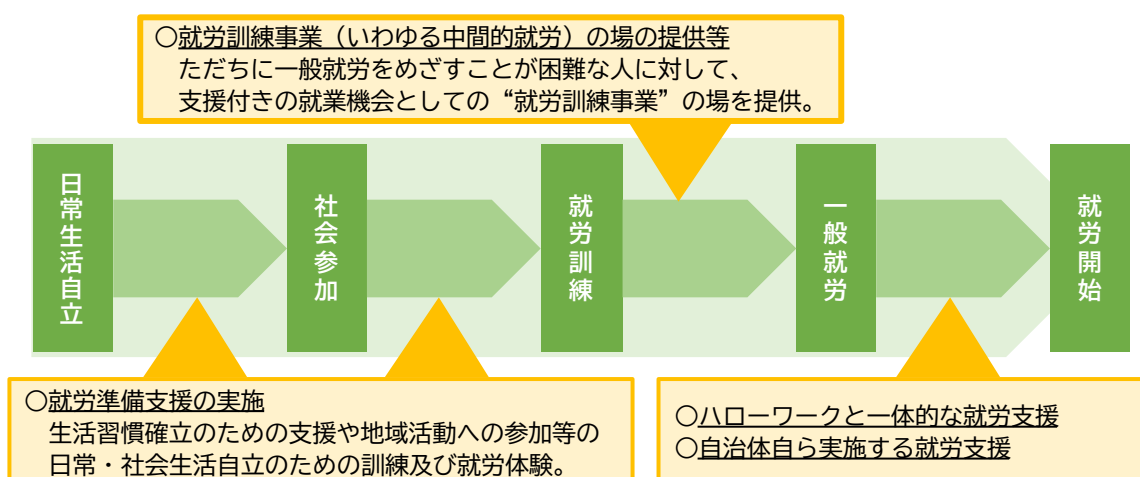 〇就労訓練事業（いわゆる中間的就労）の場の提供等
ただちに一般就労をめざすことが困難な人に対して、
支援付きの就業機会としての“就労訓練事業”の場を提供。
日常生活自立
社会参加
就労訓練
一般就労
就労開始
〇就労準備支援の実施
生活習慣確立のための支援や地域活動への参加等の
日常・社会生活自立のための訓練及び就労体験。
〇ハローワークと一体的な就労支援
〇自治体自ら実施する就労支援